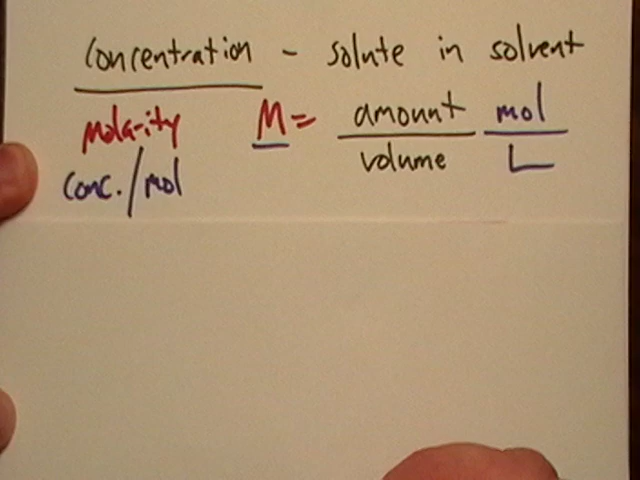 Concentration - solute in solvent
Molarity M = amount mol
volume L
conc./mol